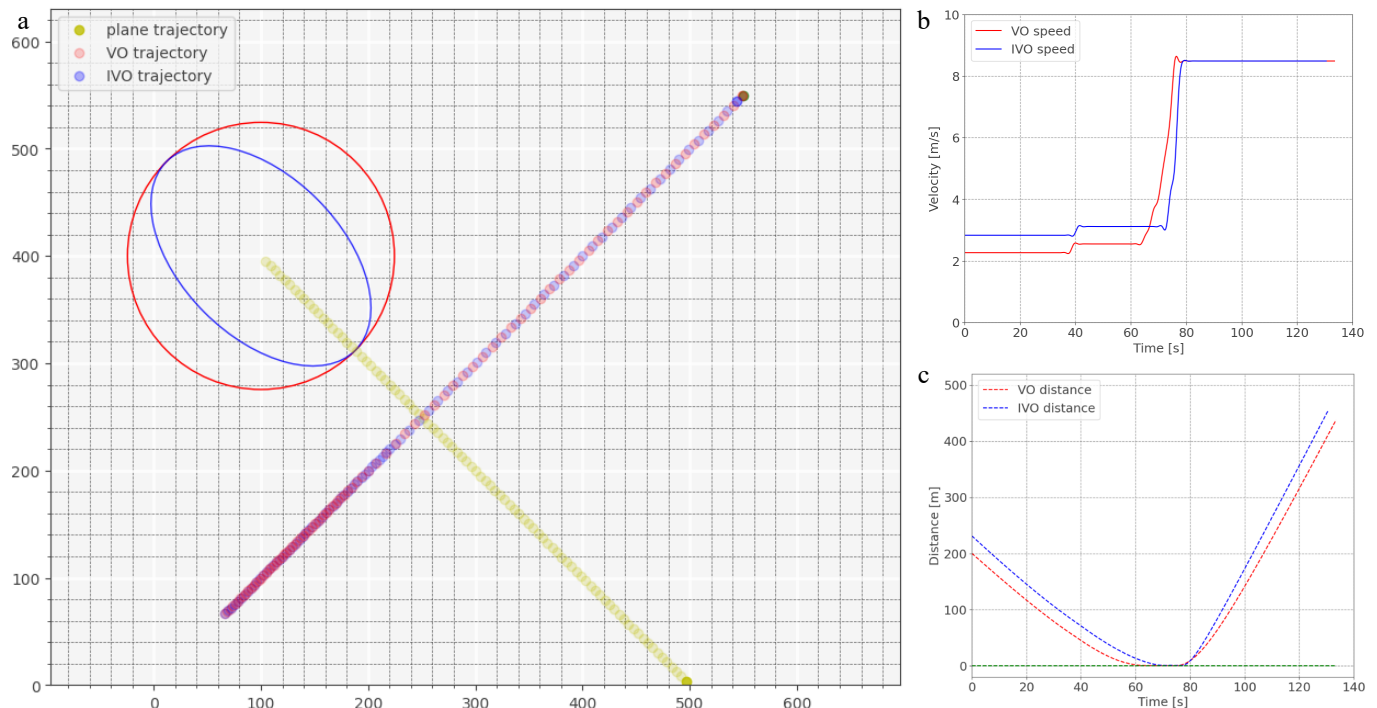 a
plane trajectory
VO trajectory
IVO trajectory
600
500
400
300
200
100
0
0 100 200 300 400 500 600
b
VO speed
IVO speed
10
8
6
4
2
0
Velocity [m/s]
0 20 40 60 80 100 120 140
Time [s]
c
VO distance
IVO distance
500
400
300
200
100
0
Distance [m]
0 20 40 60 80 100 120 140
Time [s]